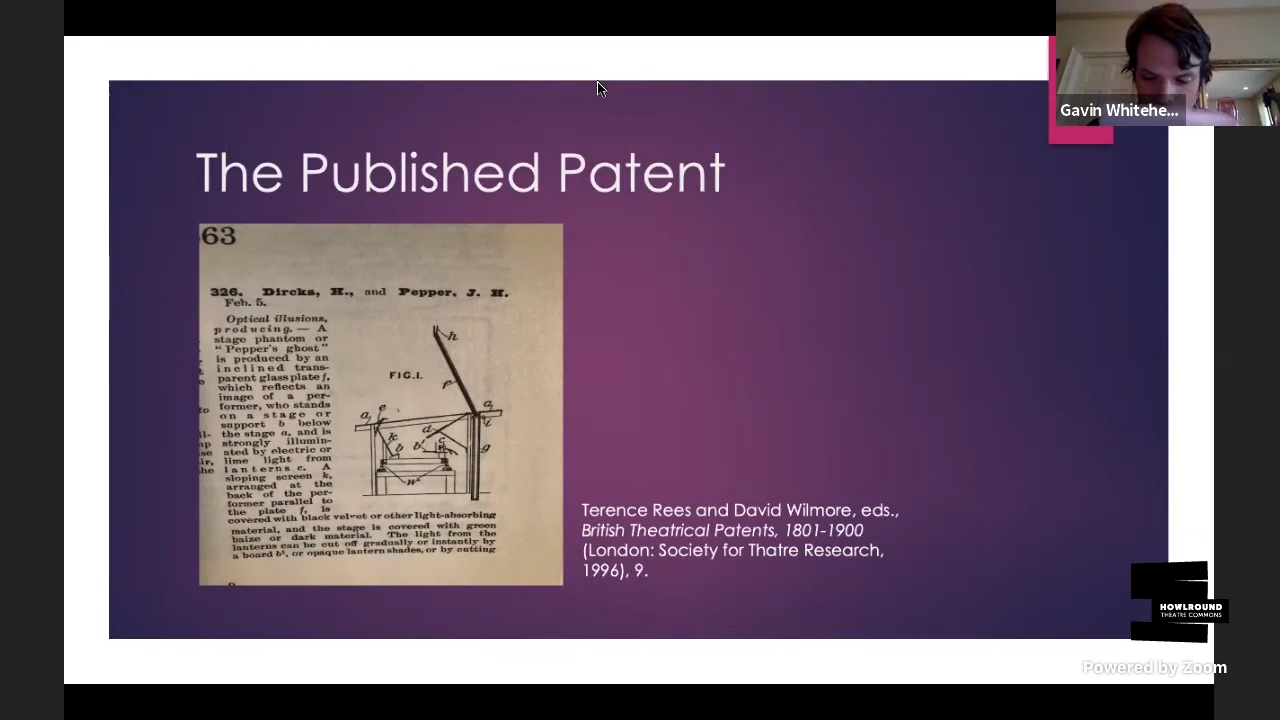 Gavin Whitehe...
The Published Patent
63
326. Dircks, H., and Pepper, J. H.
Feb. 5.
Optical illusions,
producing. — A
stage phantom or
"Pepper's ghost"
is produced by an
inclined trans-
parent glass plate f,
which reflects an
image of a per-
former, who stands
on a stage or
support b below
the stage a, and is
strongly illumin-
ated by electric or
lime light from
lanterns c. A
sloping screen k,
arranged at the
back of the per-
former parallel to
the plate f, is
covered with black velvet or other light-absorbing
material, and the stage is covered with green
baize or dark material. The light from the
lanterns can be cut off gradually or instantly by
a board b¹, or opaque lantern shades, or by cutting
FIG.1.
h
a
e
a
i
k
b
b'
d
c
g
w
Terence Rees and David Wilmore, eds.,
British Theatrical Patents, 1801-1900
(London: Society for Thatre Research,
1996), 9.
HOWLROUND
THEATRE COMMONS
Powered by Zoom